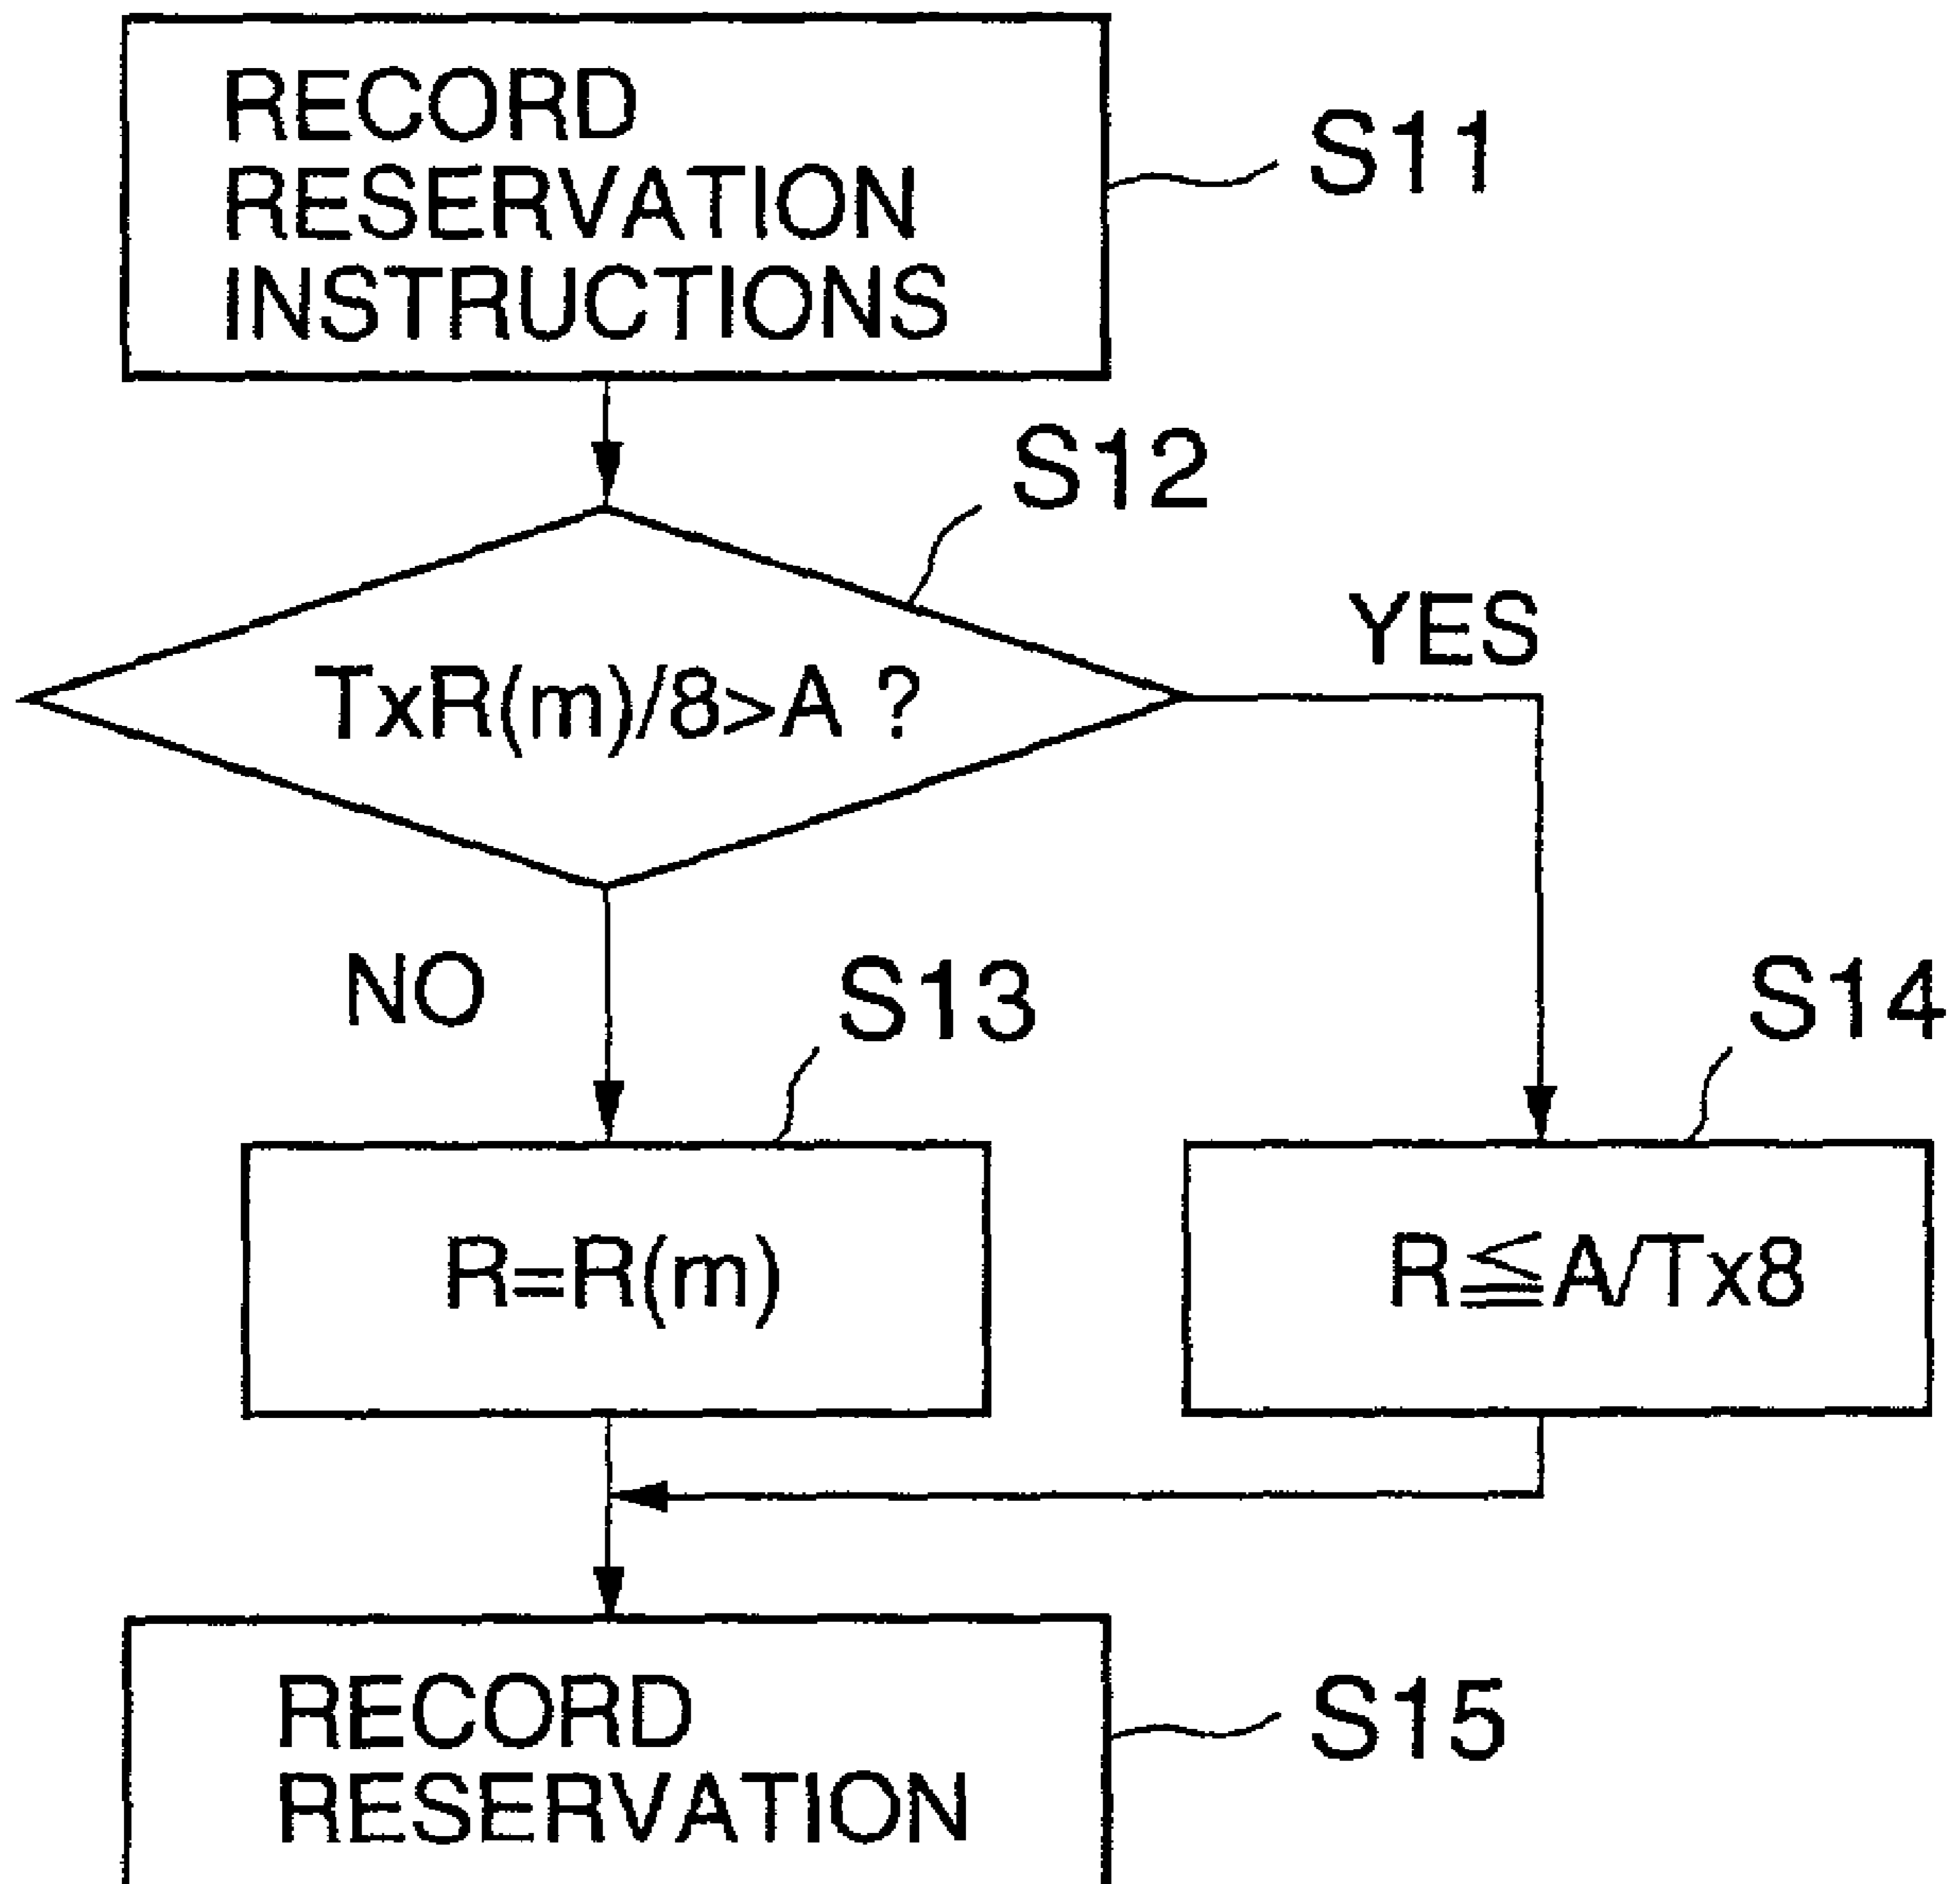 RECORD
RESERVATION
INSTRUCTIONS
S11
S12
TxR(m)/8>A ?
YES
NO
S13
S14
R=R(m)
R≦A/Tx8
RECORD
RESERVATION
S15